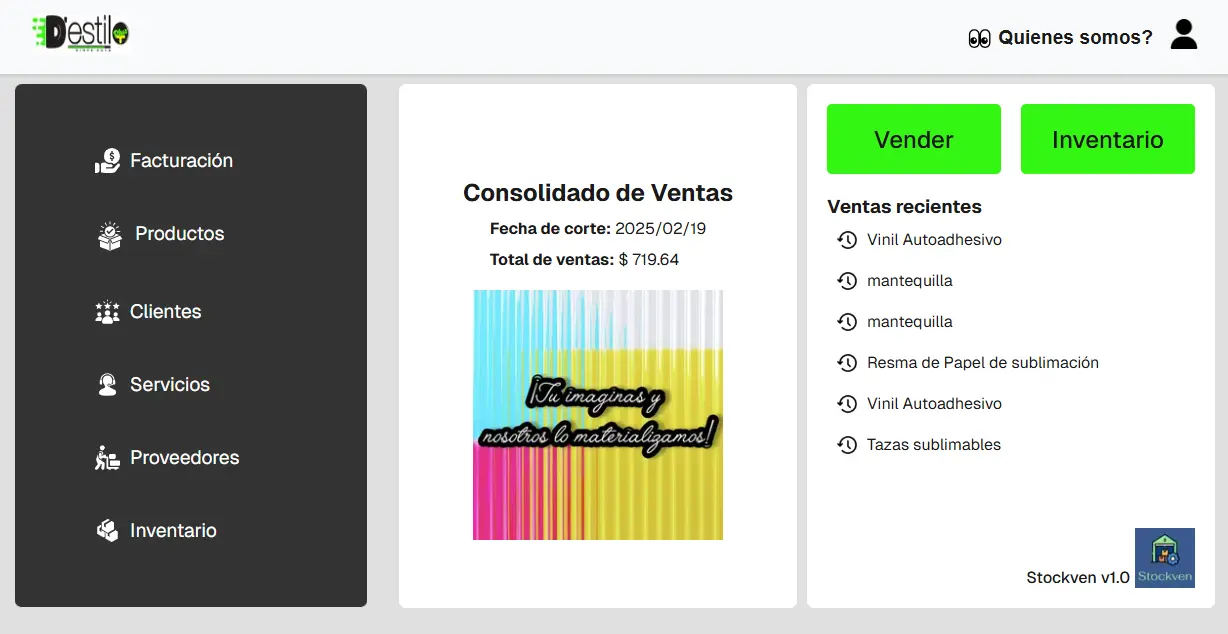 D'estilo
Quienes somos?
Facturación
Productos
Clientes
Servicios
Proveedores
Inventario
Consolidado de Ventas
Fecha de corte: 2025/02/19
Total de ventas: $ 719.64
¡Tu imaginas y
nosotros lo materializamos!
Vender
Inventario
Ventas recientes
Vinil Autoadhesivo
mantequilla
mantequilla
Resma de Papel de sublimación
Vinil Autoadhesivo
Tazas sublimables
Stockven v1.0
Stockven